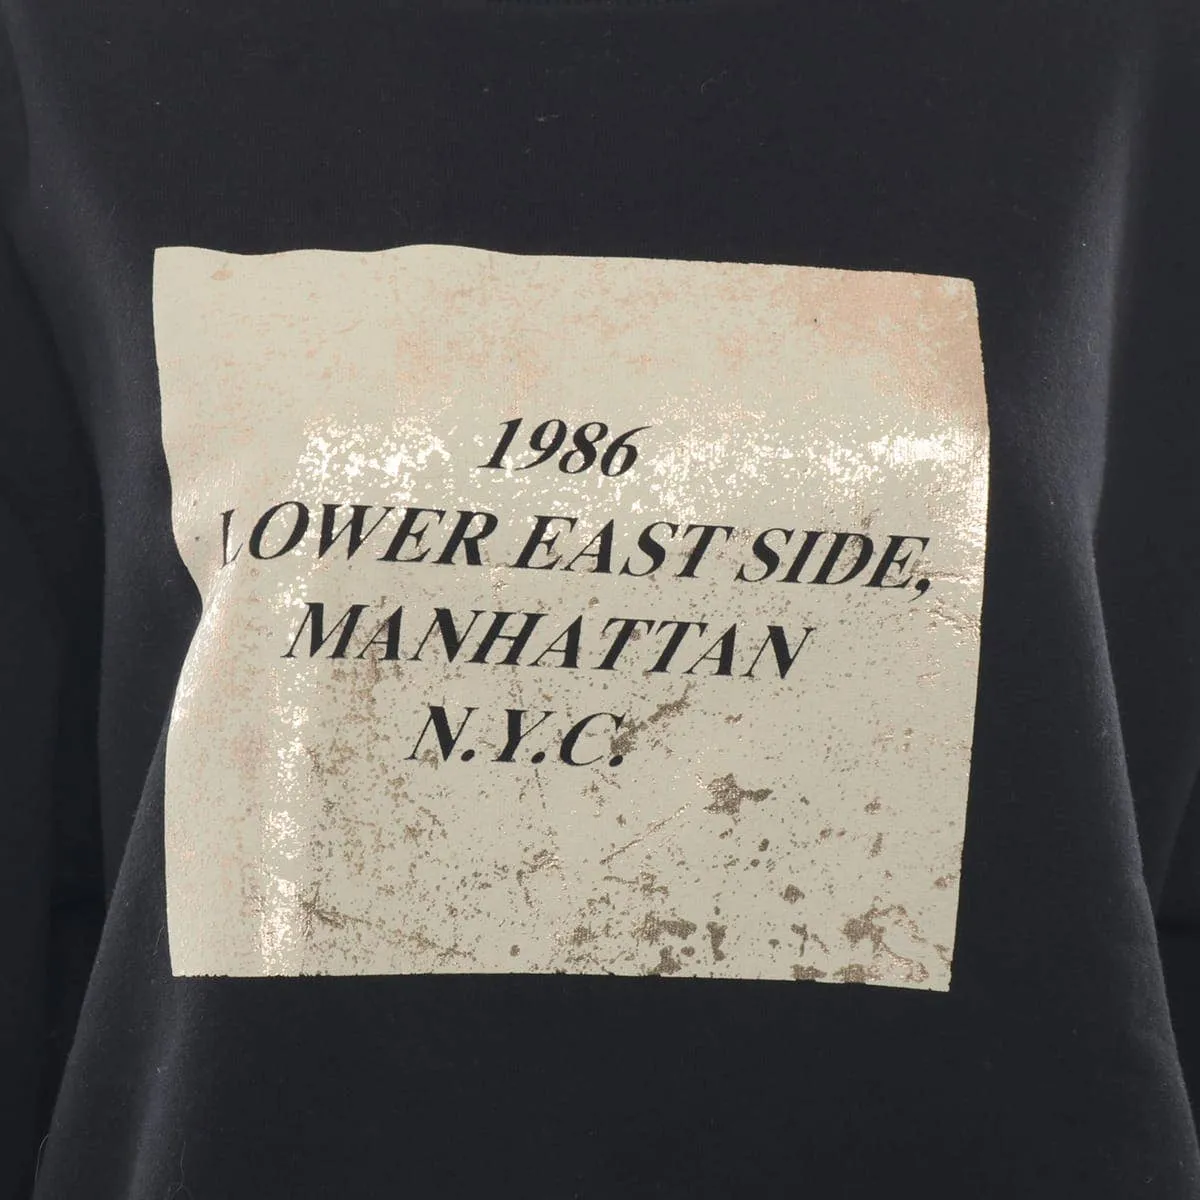 1986
LOWER EAST SIDE,
MANHATTAN
N.Y.C.